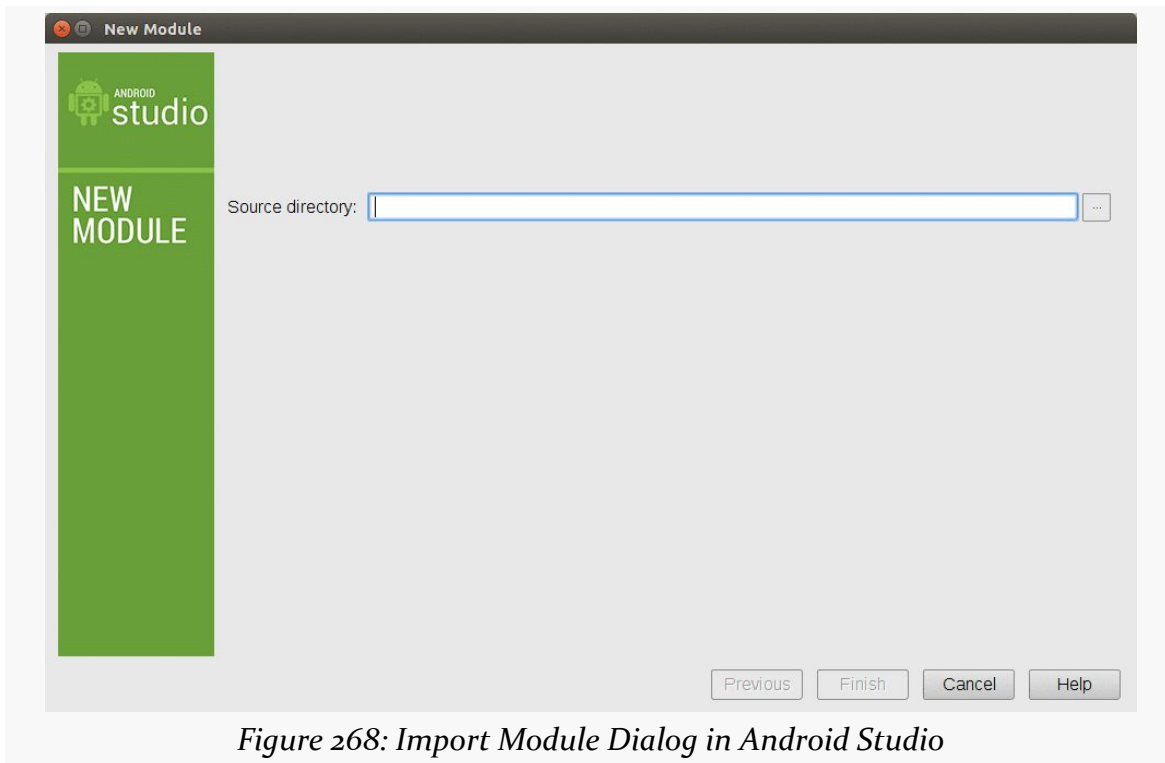 New Module
ANDROID
studio
NEW
MODULE
Source directory:
...
Previous
Finish
Cancel
Help
Figure 268: Import Module Dialog in Android Studio